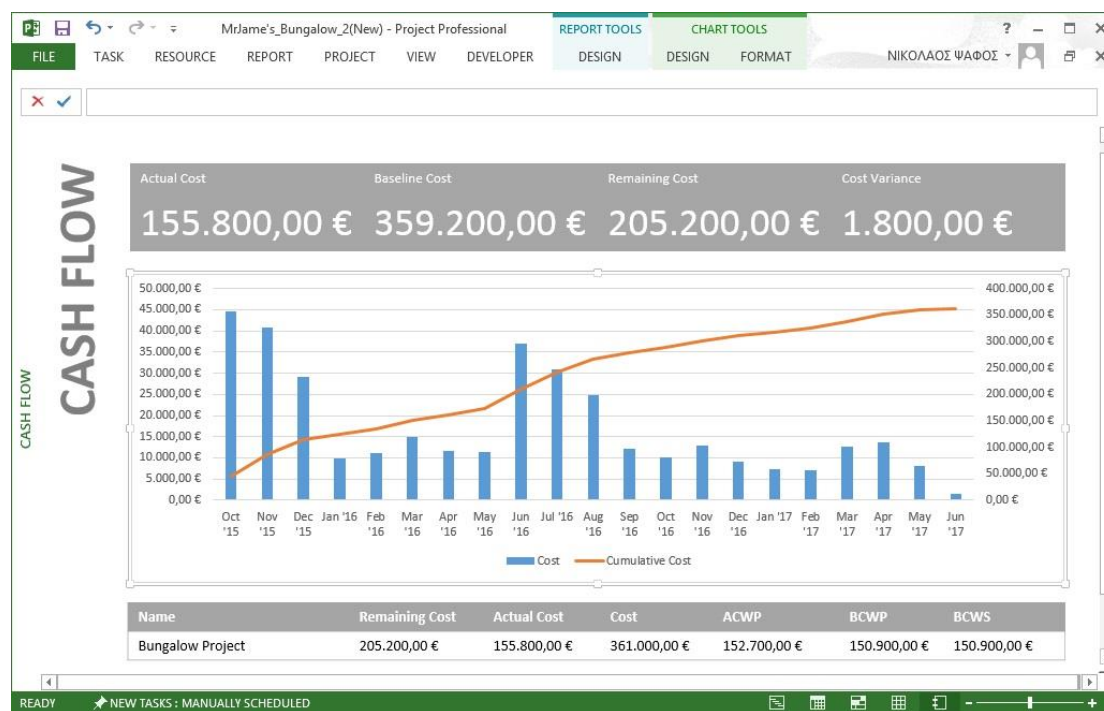 MrJame's_Bungalow_2(New) - Project Professional
REPORT TOOLS
CHART TOOLS
FILE TASK RESOURCE REPORT PROJECT VIEW DEVELOPER DESIGN DESIGN FORMAT ΝΙΚΟΛΑΟΣ ΨΑΦΟΣ
CASH FLOW
CASH FLOW
Actual Cost Baseline Cost Remaining Cost Cost Variance
155.800,00 € 359.200,00 € 205.200,00 € 1.800,00 €
50.000,00 € 400.000,00 €
45.000,00 € 350.000,00 €
40.000,00 € 300.000,00 €
35.000,00 € 250.000,00 €
30.000,00 €
25.000,00 € 200.000,00 €
20.000,00 € 150.000,00 €
15.000,00 € 100.000,00 €
10.000,00 €
5.000,00 € 50.000,00 €
0,00 € 0,00 €
Oct '15 Nov '15 Dec '15 Jan '16 Feb '16 Mar '16 Apr '16 May '16 Jun '16 Jul '16 Aug '16 Sep '16 Oct '16 Nov '16 Dec '16 Jan '17 Feb '17 Mar '17 Apr '17 May '17 Jun '17
Cost Cumulative Cost
Name Remaining Cost Actual Cost Cost ACWP BCWP BCWS
Bungalow Project 205.200,00 € 155.800,00 € 361.000,00 € 152.700,00 € 150.900,00 € 150.900,00 €
READY NEW TASKS : MANUALLY SCHEDULED